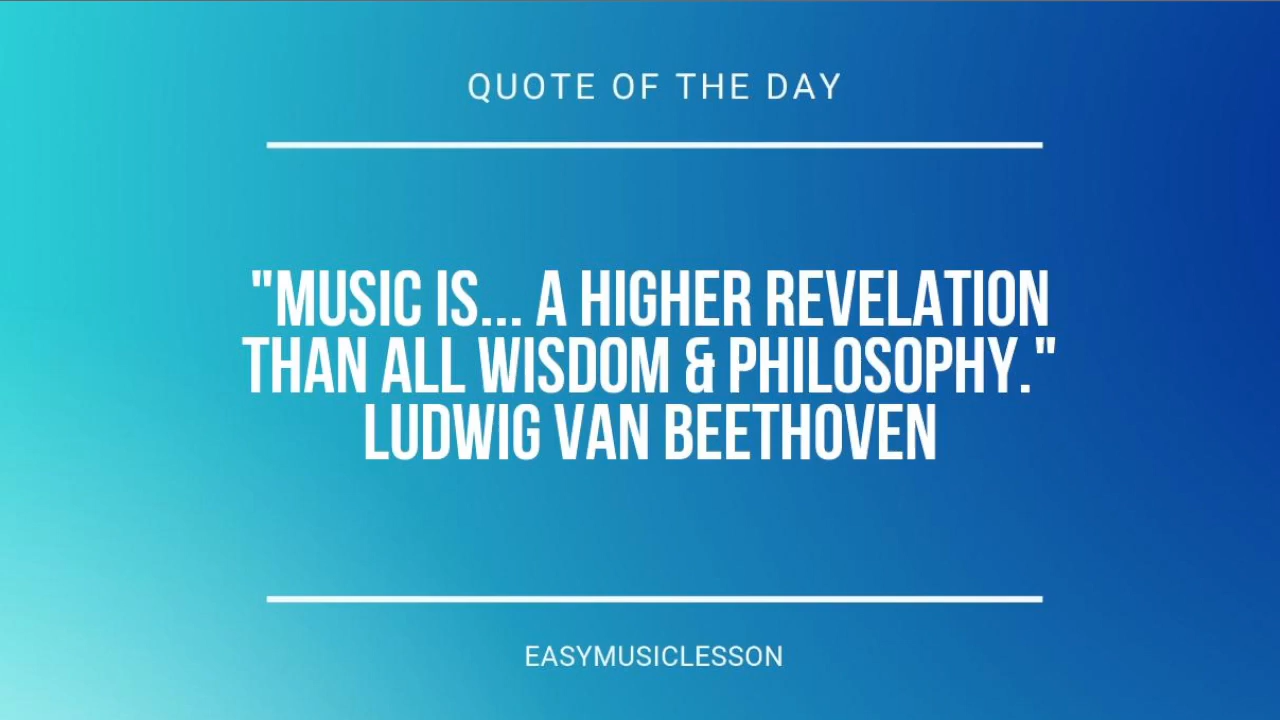 QUOTE OF THE DAY
"MUSIC IS... A HIGHER REVELATION
THAN ALL WISDOM & PHILOSOPHY."
LUDWIG VAN BEETHOVEN
EASYMUSICLESSON